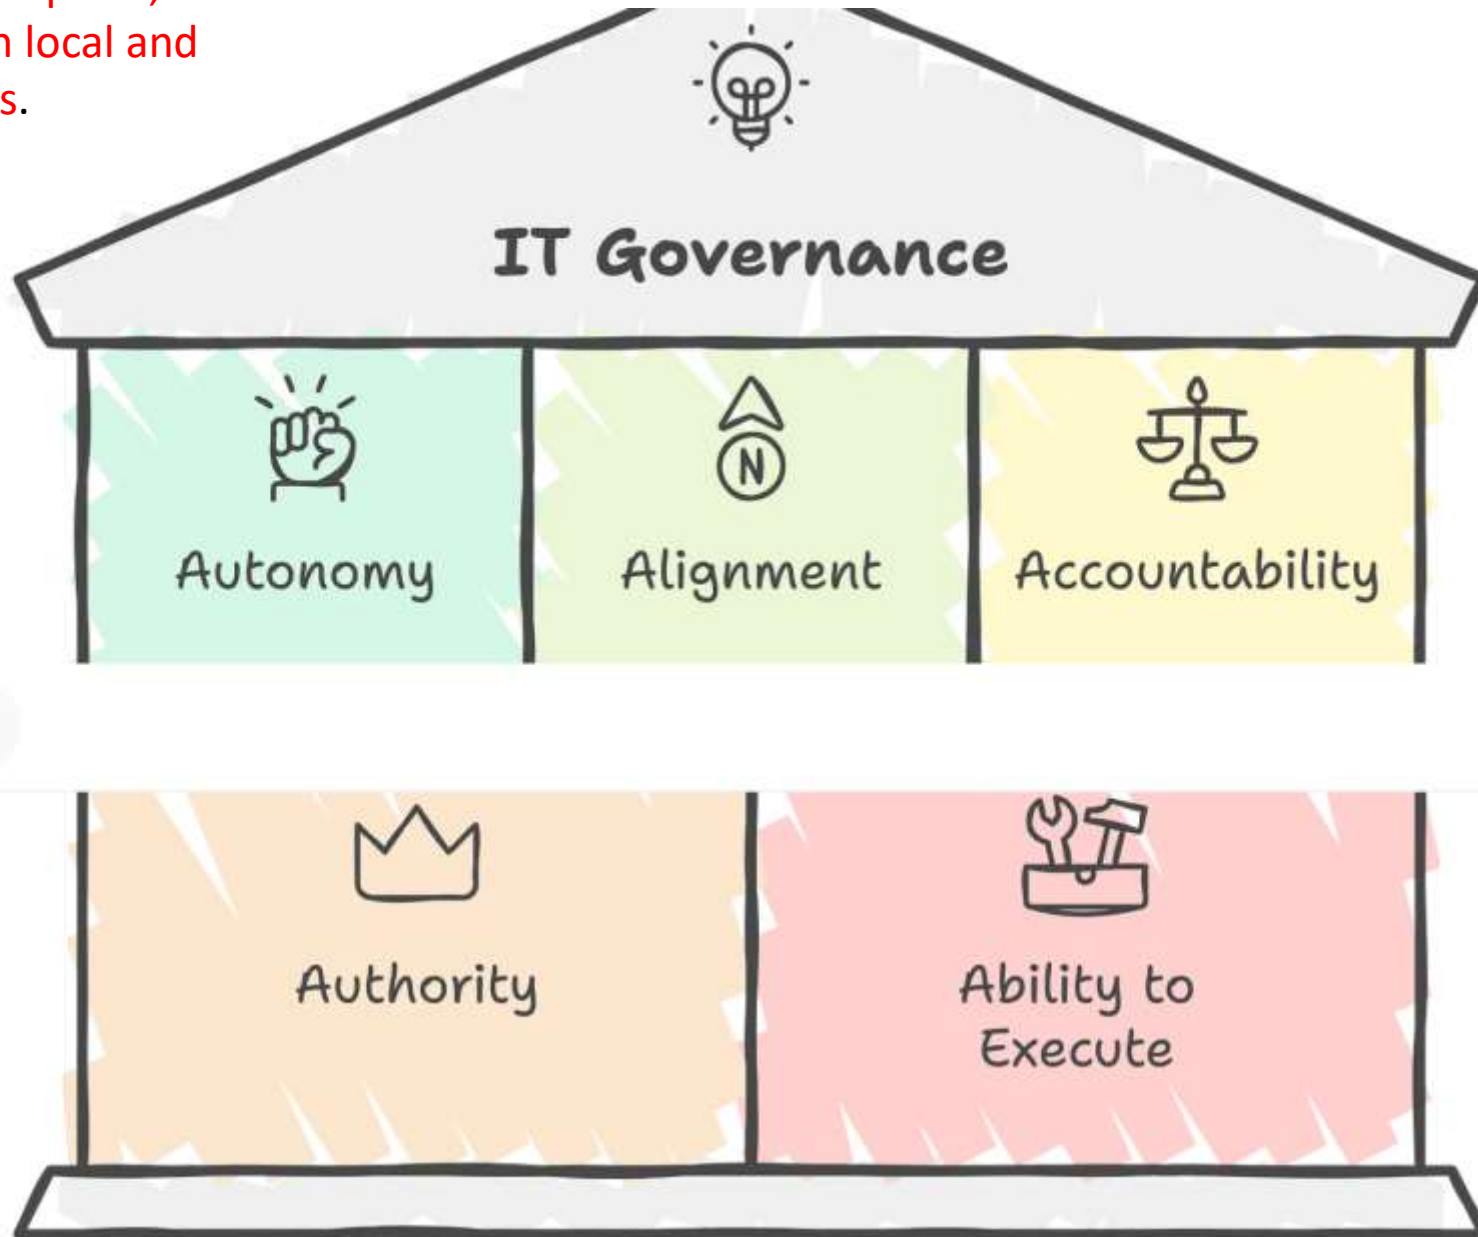 local and
s.
IT Governance
N
Autonomy
Alignment
Accountability
Authority
Ability to
Execute